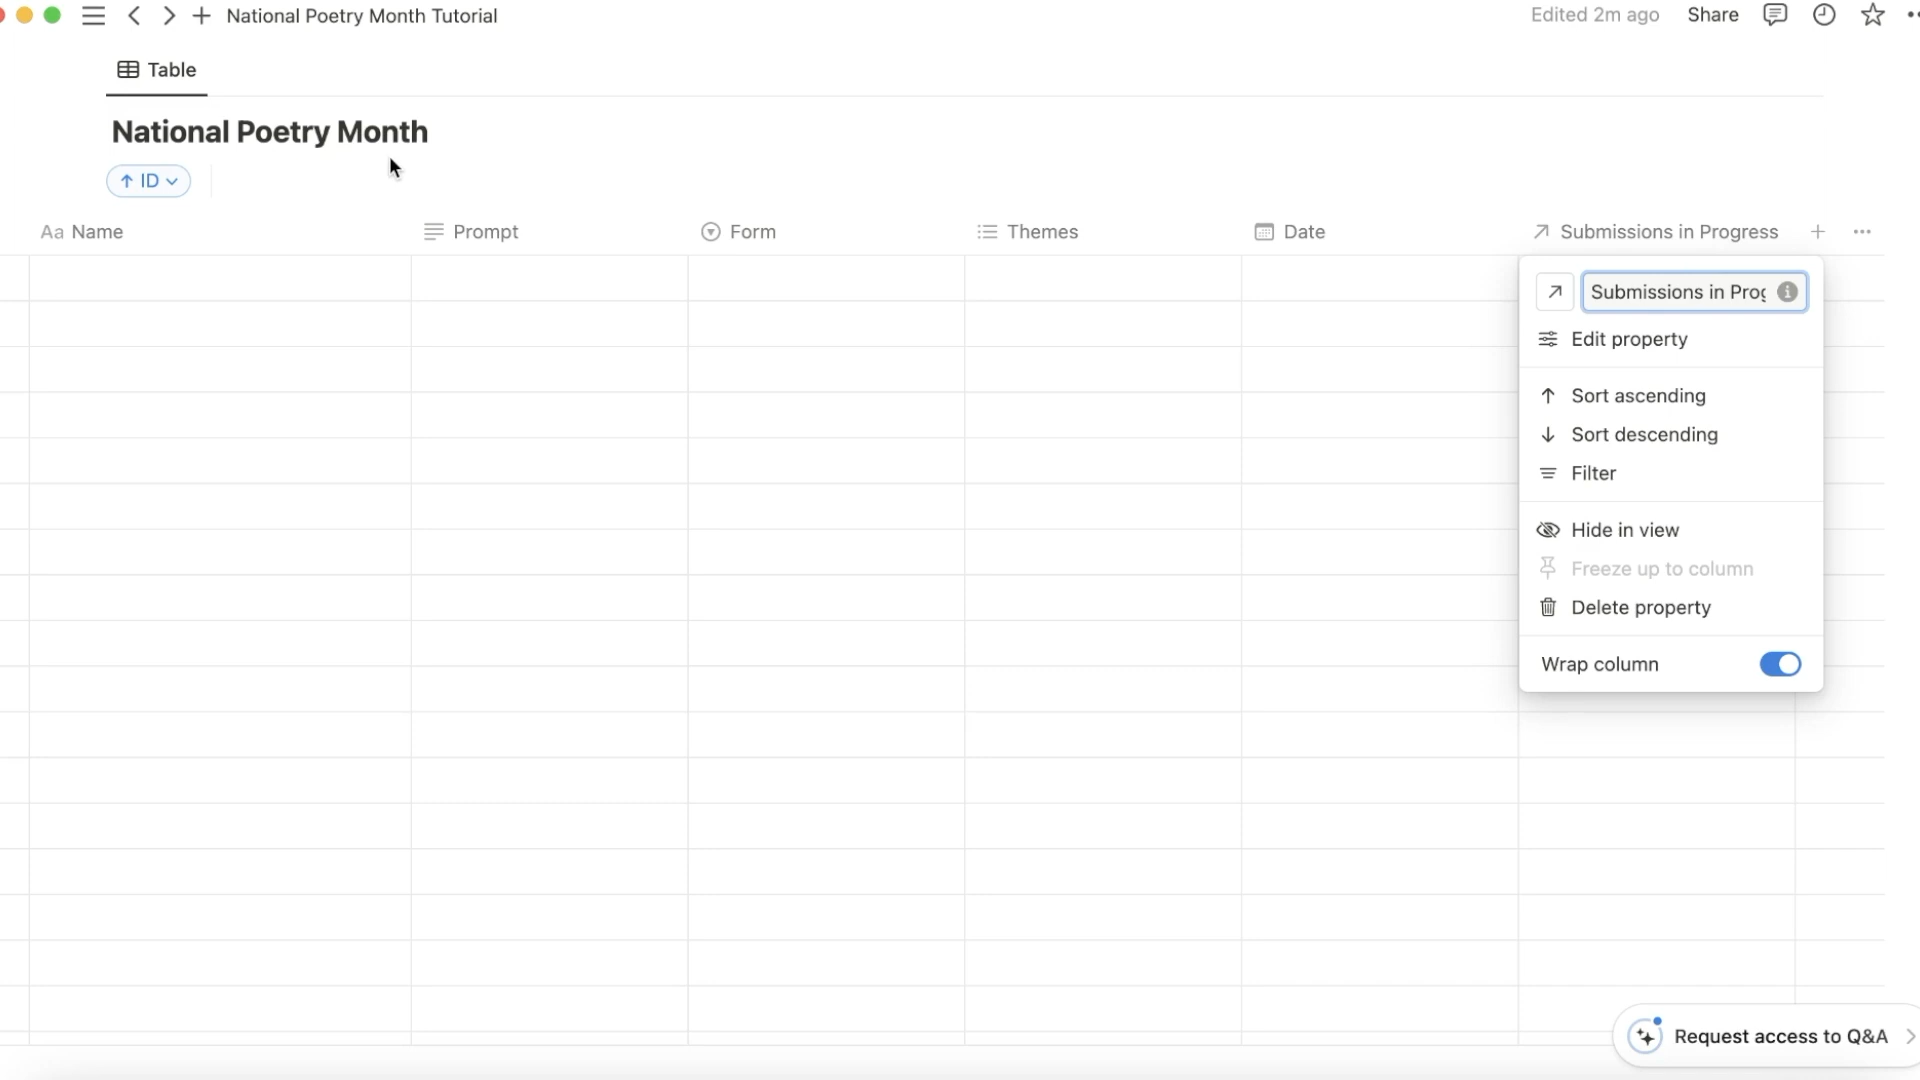 National Poetry Month Tutorial
Edited 2m ago
Share
Table
National Poetry Month
ID
Aa Name
Prompt
Form
Themes
Date
Submissions in Progress
Submissions in Prog
Edit property
Sort ascending
Sort descending
Filter
Hide in view
Freeze up to column
Delete property
Wrap column
Request access to Q&A